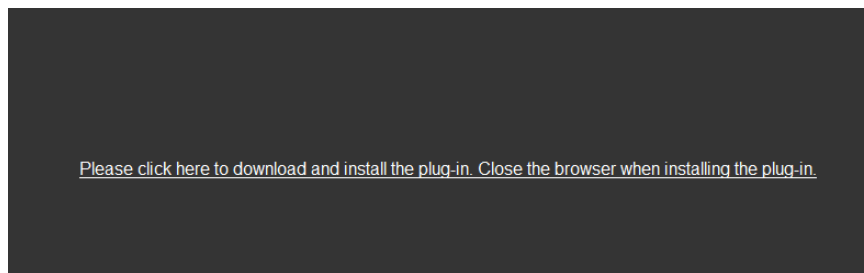 Please click here to download and install the plug-in. Close the browser when installing the plug-in.